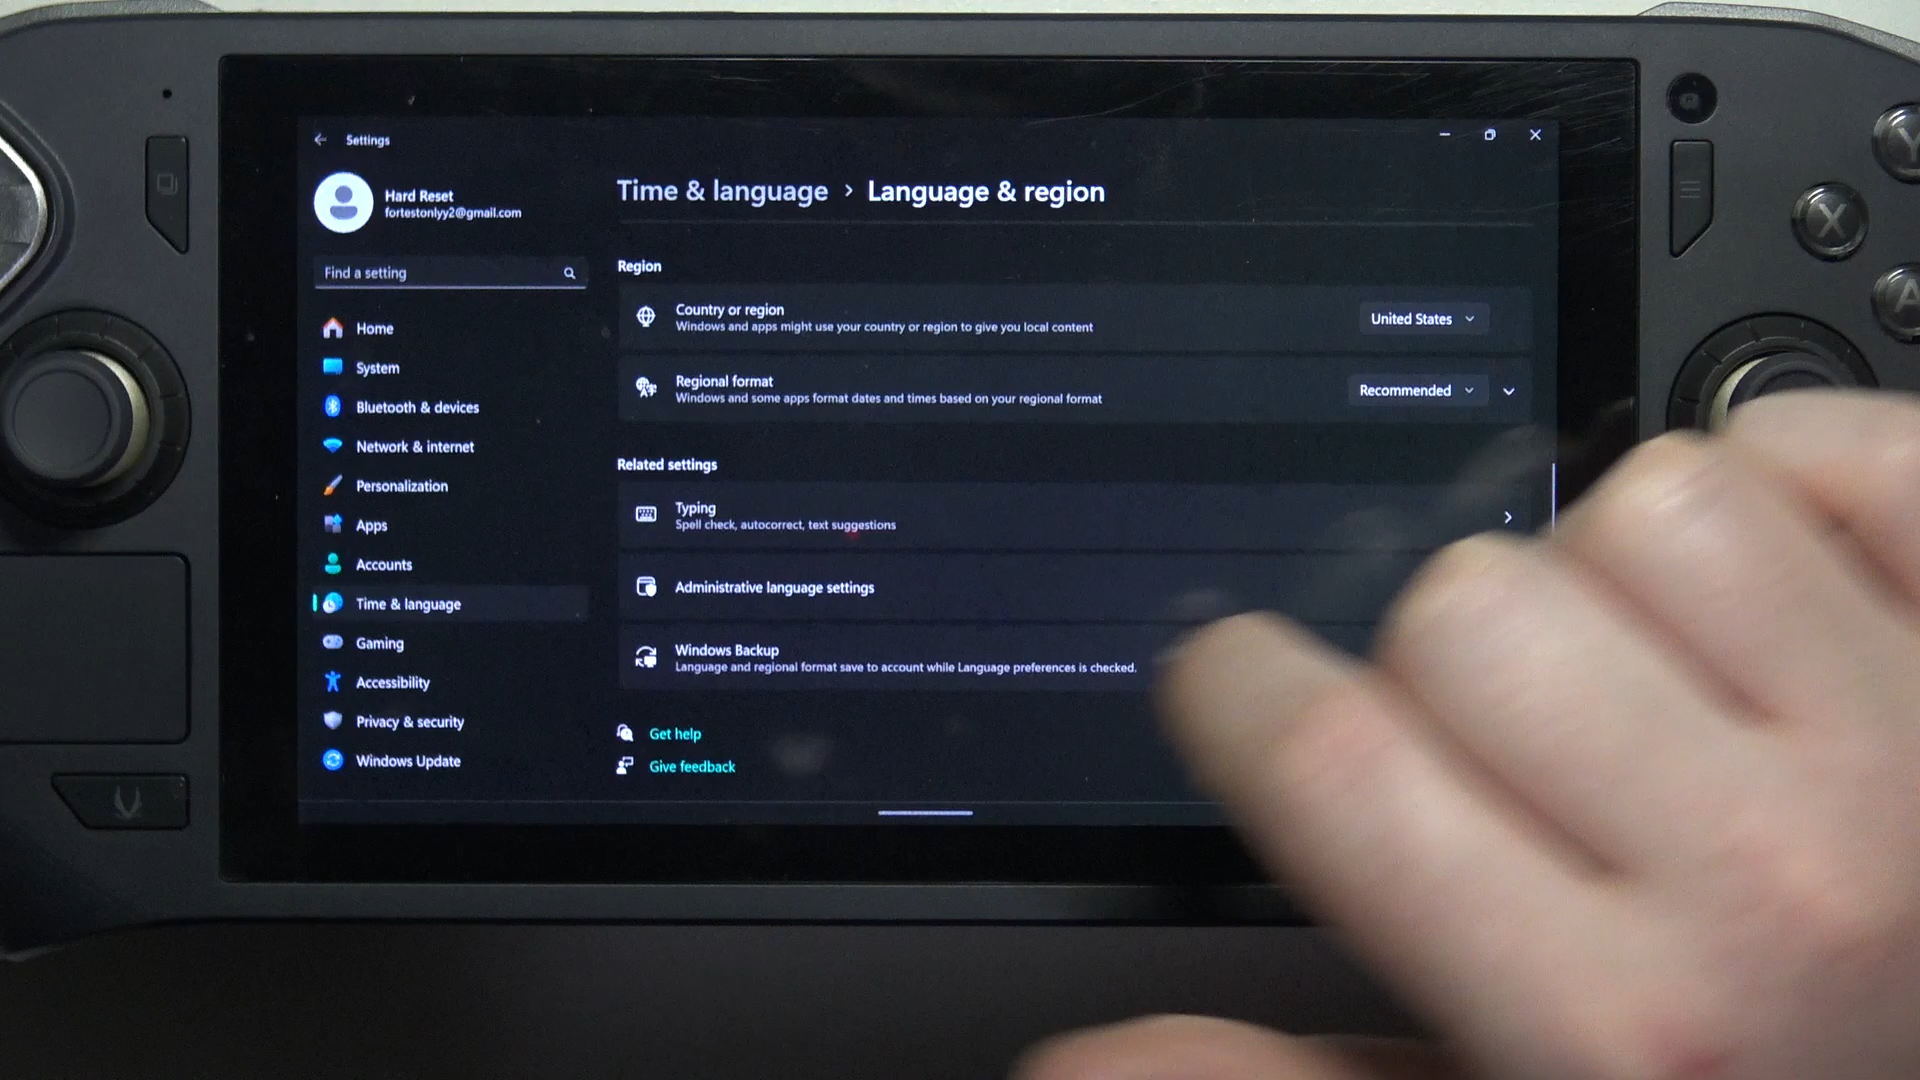 Settings
Hard Reset
fortestonlyy2@gmail.com
Find a setting
Home
System
Bluetooth & devices
Network & internet
Personalization
Apps
Accounts
Time & language
Gaming
Accessibility
Privacy & security
Windows Update
Time & language > Language & region
Region
Country or region
Windows and apps might use your country or region to give you local content
United States
Regional format
Windows and some apps format dates and times based on your regional format
Recommended
Related settings
Typing
Spell check, autocorrect, text suggestions
Administrative language settings
Windows Backup
Language and regional format save to account while Language preferences is checked.
Get help
Give feedback
Y
X
A